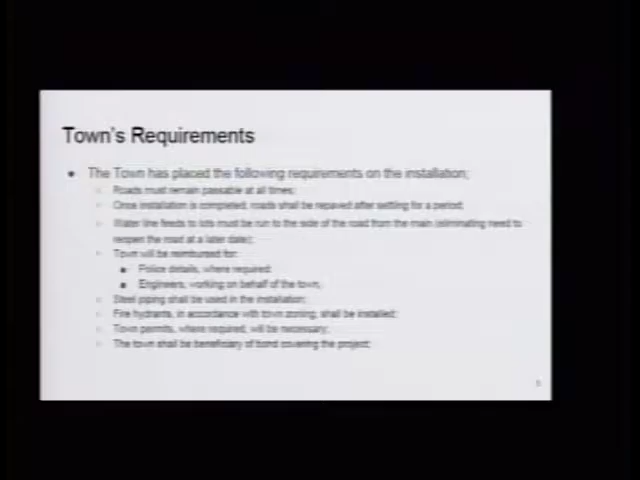 Town's Requirements
● The Town has placed the following requirements on the installation;
○ Roads must remain passable at all times;
○ Once installation is completed, roads shall be repaved after settling for a period
○ Water line feeds to lots must be run to the side of the road from the main (eliminating need to
reopen the road at a later date);
○ Town will be reimbursed for:
■ Police details, where required
■ Engineers, working on behalf of the town;
○ Steel piping shall be used in the installation;
○ Fire hydrants, in accordance with town zoning, shall be installed;
○ Town permits, where required, will be necessary;
○ The town shall be beneficiary of bond covering the project;